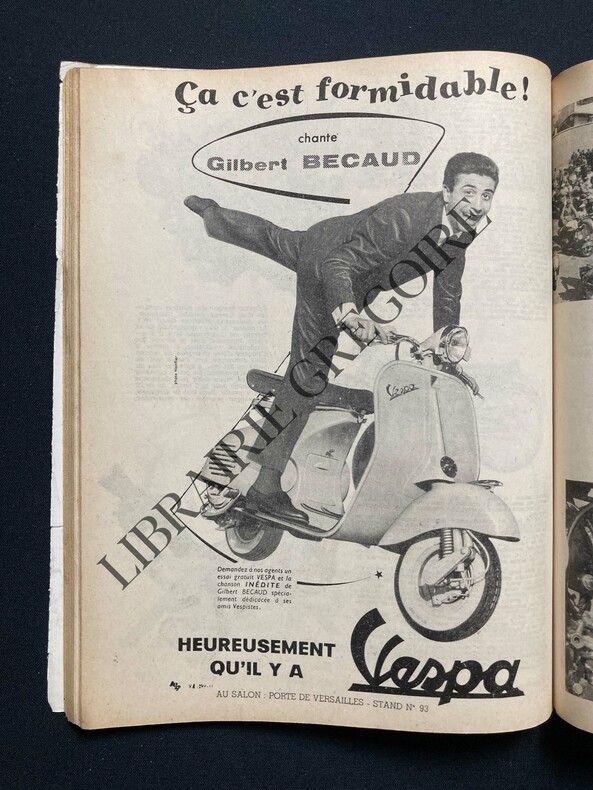 Ça c'est formidable!
chante
Gilbert BECAUD
Vespa
Demandez à nos agents un
essai gratuit VESPA et la
chanson INÉDITE de
Gilbert BECAUD spécia-
lement dédicacée à ses
amis Vespistes.
HEUREUSEMENT
QU'IL Y A
Vespa
AU SALON : PORTE DE VERSAILLES - STAND N° 93
LIBRAIRIE GREGOIRE